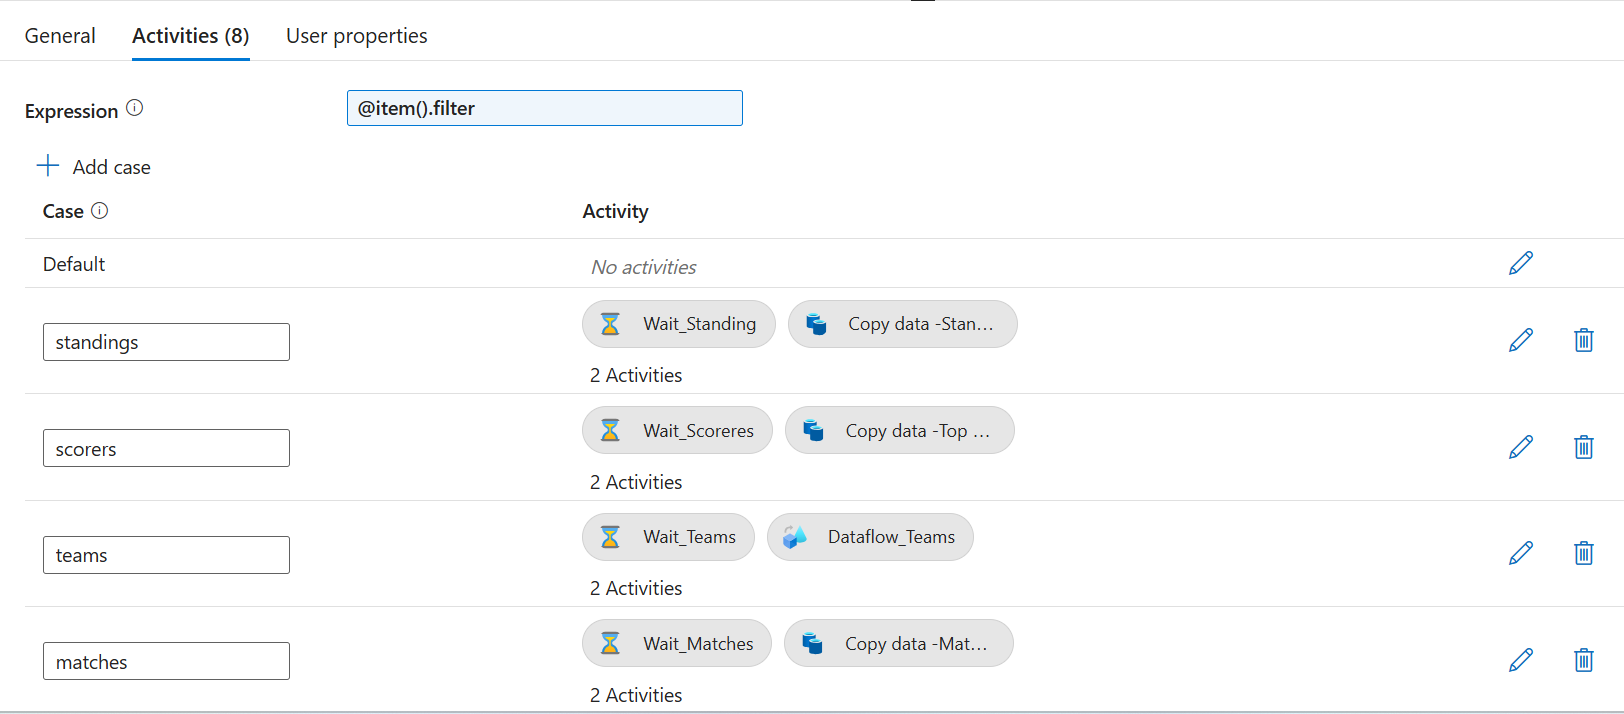 General Activities (8) User properties
Expression @item().filter
Add case
Case Activity
Default No activities
standings Wait_Standing Copy data -Stan...
2 Activities
scorers Wait_Scoreres Copy data -Top ...
2 Activities
teams Wait_Teams Dataflow_Teams
2 Activities
matches Wait_Matches Copy data -Mat...
2 Activities